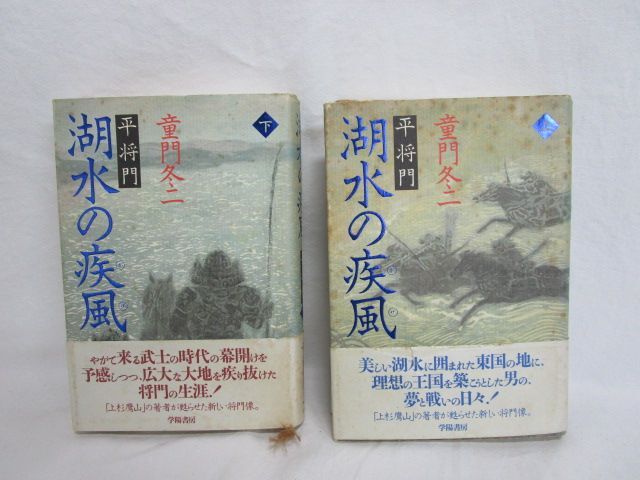 下
童門冬二
平将門
湖水の疾風
やがて来る武士の時代の幕開けを
予感しつつ、広大な大地を疾り抜けた
将門の生涯!
「上杉鷹山」の著者が甦らせた新しい将門像。
学陽書房
上
童門冬二
平将門
湖水の疾風
美しい湖水に囲まれた東国の地に、
理想の王国を築こうとした男の、
夢と戦いの日々!
「上杉鷹山」の著者が甦らせた新しい将門像。
学陽書房